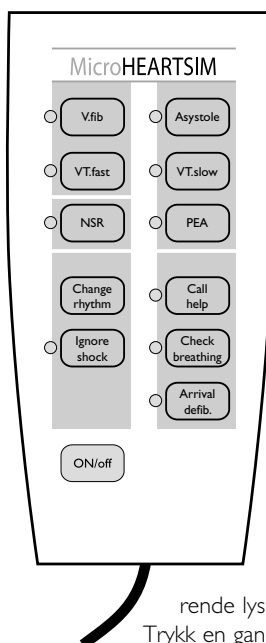 MicroHEARTSIM
V.fib
Asystole
VT.fast
VT.slow
NSR
PEA
Change
rhythm
Call
help
Ignore
shock
Check
breathing
Arrival
defib.
ON/off
rende lys
Trykk en gan